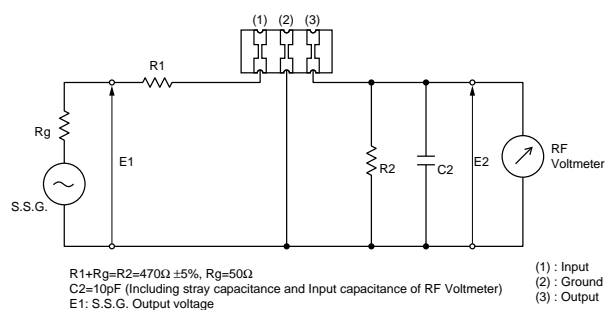 (1) (2) (3)
R1
Rg
E1
R2
C2
E2
RF
Voltmeter
S.S.G.
R1+Rg=R2=470Ω ±5%, Rg=50Ω
C2=10pF (Including stray capacitance and Input capacitance of RF Voltmeter)
E1: S.S.G. Output voltage
(1) : Input
(2) : Ground
(3) : Output